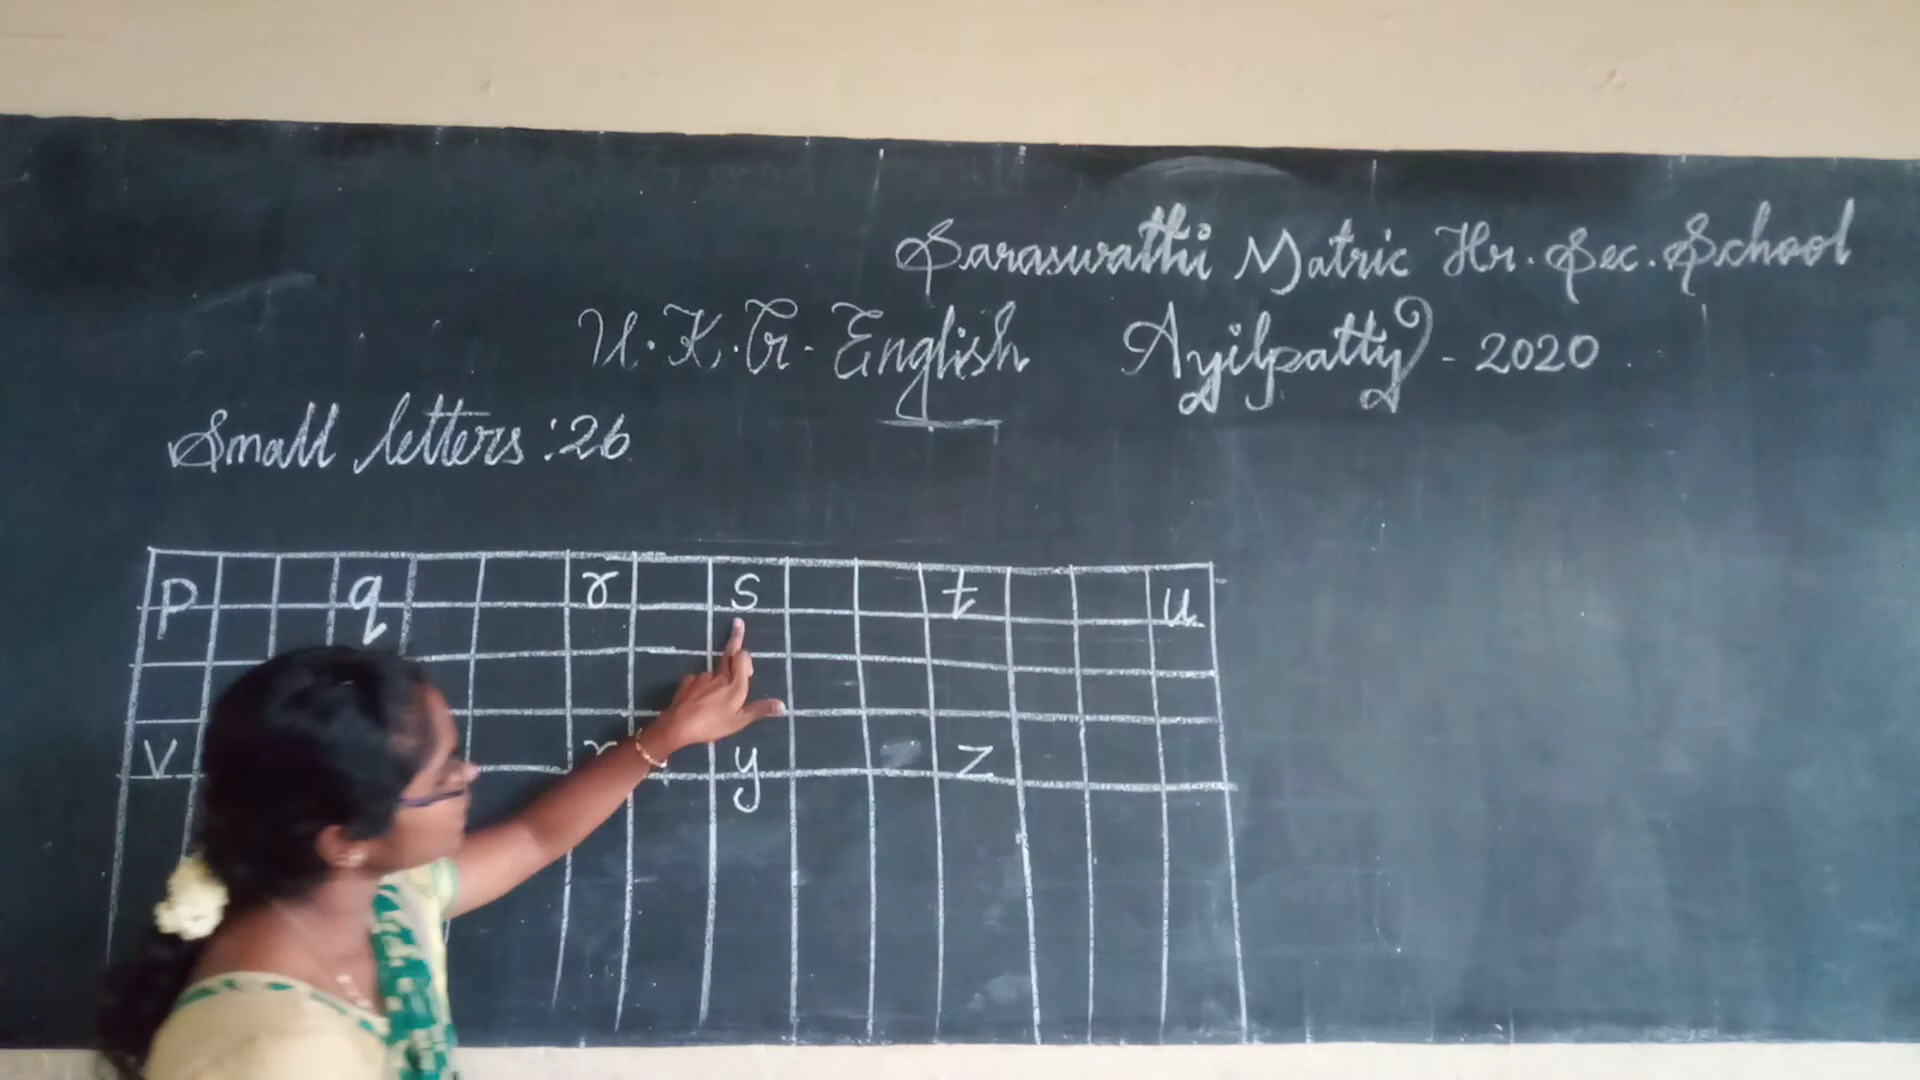 Saraswathi Matric Hr. Sec. School
U.K.G. English Ayilpatty - 2020
Small letters : 26
p q r s t u
v y z